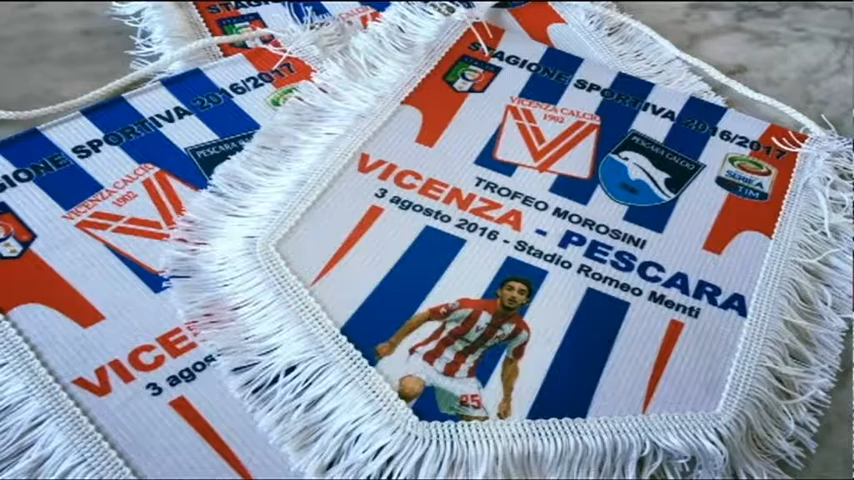 STAGIONE
STAGIONE SPORTIVA 2016/2017
VICENZA CALCIO
1902
PESCARA CALCIO
SERIE A
TIM
TROFEO MOROSINI
VICENZA - PESCARA
3 agosto 2016 - Stadio Romeo Menti
25
SPORTIVA 2016/2017
VICENZA CALCIO
1902
PESCARA
3 agos